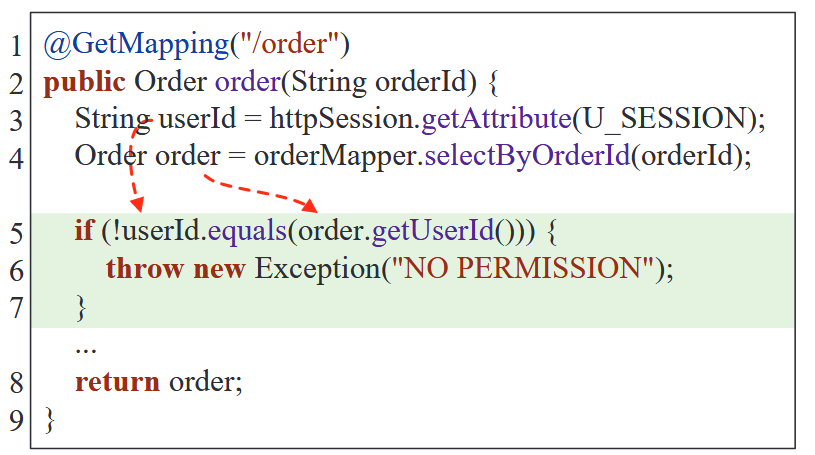 1 @GetMapping("/order")
2 public Order order(String orderId) {
3 String userId = httpSession.getAttribute(U_SESSION);
4 Order order = orderMapper.selectByOrderId(orderId);
5 if (!userId.equals(order.getUserId())) {
6 throw new Exception("NO PERMISSION");
7 }
...
8 return order;
9 }